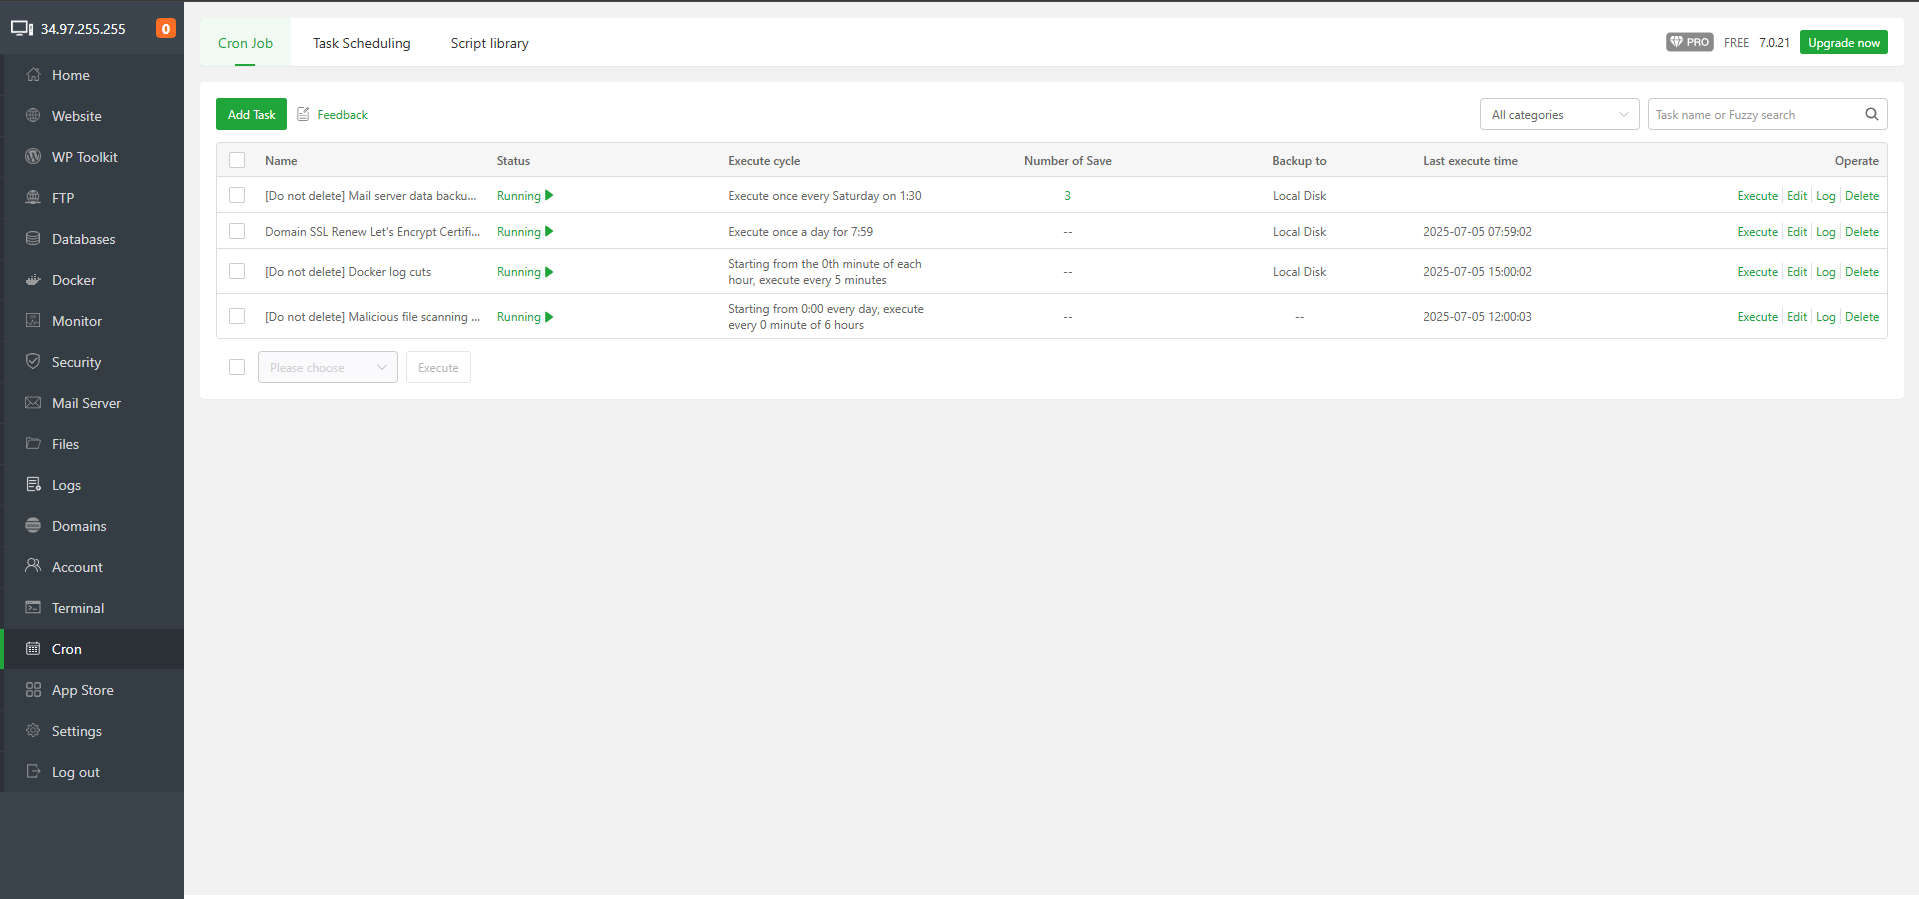 34.97.255.255
0
Home
Website
WP Toolkit
FTP
Databases
Docker
Monitor
Security
Mail Server
Files
Logs
Domains
Account
Terminal
Cron
App Store
Settings
Log out
Cron Job Task Scheduling Script library
PRO FREE 7.0.21 Upgrade now
Add Task Feedback All categories Task name or Fuzzy search
Name Status Execute cycle Number of Save Backup to Last execute time Operate
[Do not delete] Mail server data backu... Running Execute once every Saturday on 1:30 3 Local Disk Execute Edit Log Delete
Domain SSL Renew Let's Encrypt Certifi... Running Execute once a day for 7:59 -- Local Disk 2025-07-05 07:59:02 Execute Edit Log Delete
[Do not delete] Docker log cuts Running Starting from the 0th minute of each
hour, execute every 5 minutes -- Local Disk 2025-07-05 15:00:02 Execute Edit Log Delete
[Do not delete] Malicious file scanning ... Running Starting from 0:00 every day, execute
every 0 minute of 6 hours -- -- 2025-07-05 12:00:03 Execute Edit Log Delete
Please choose Execute